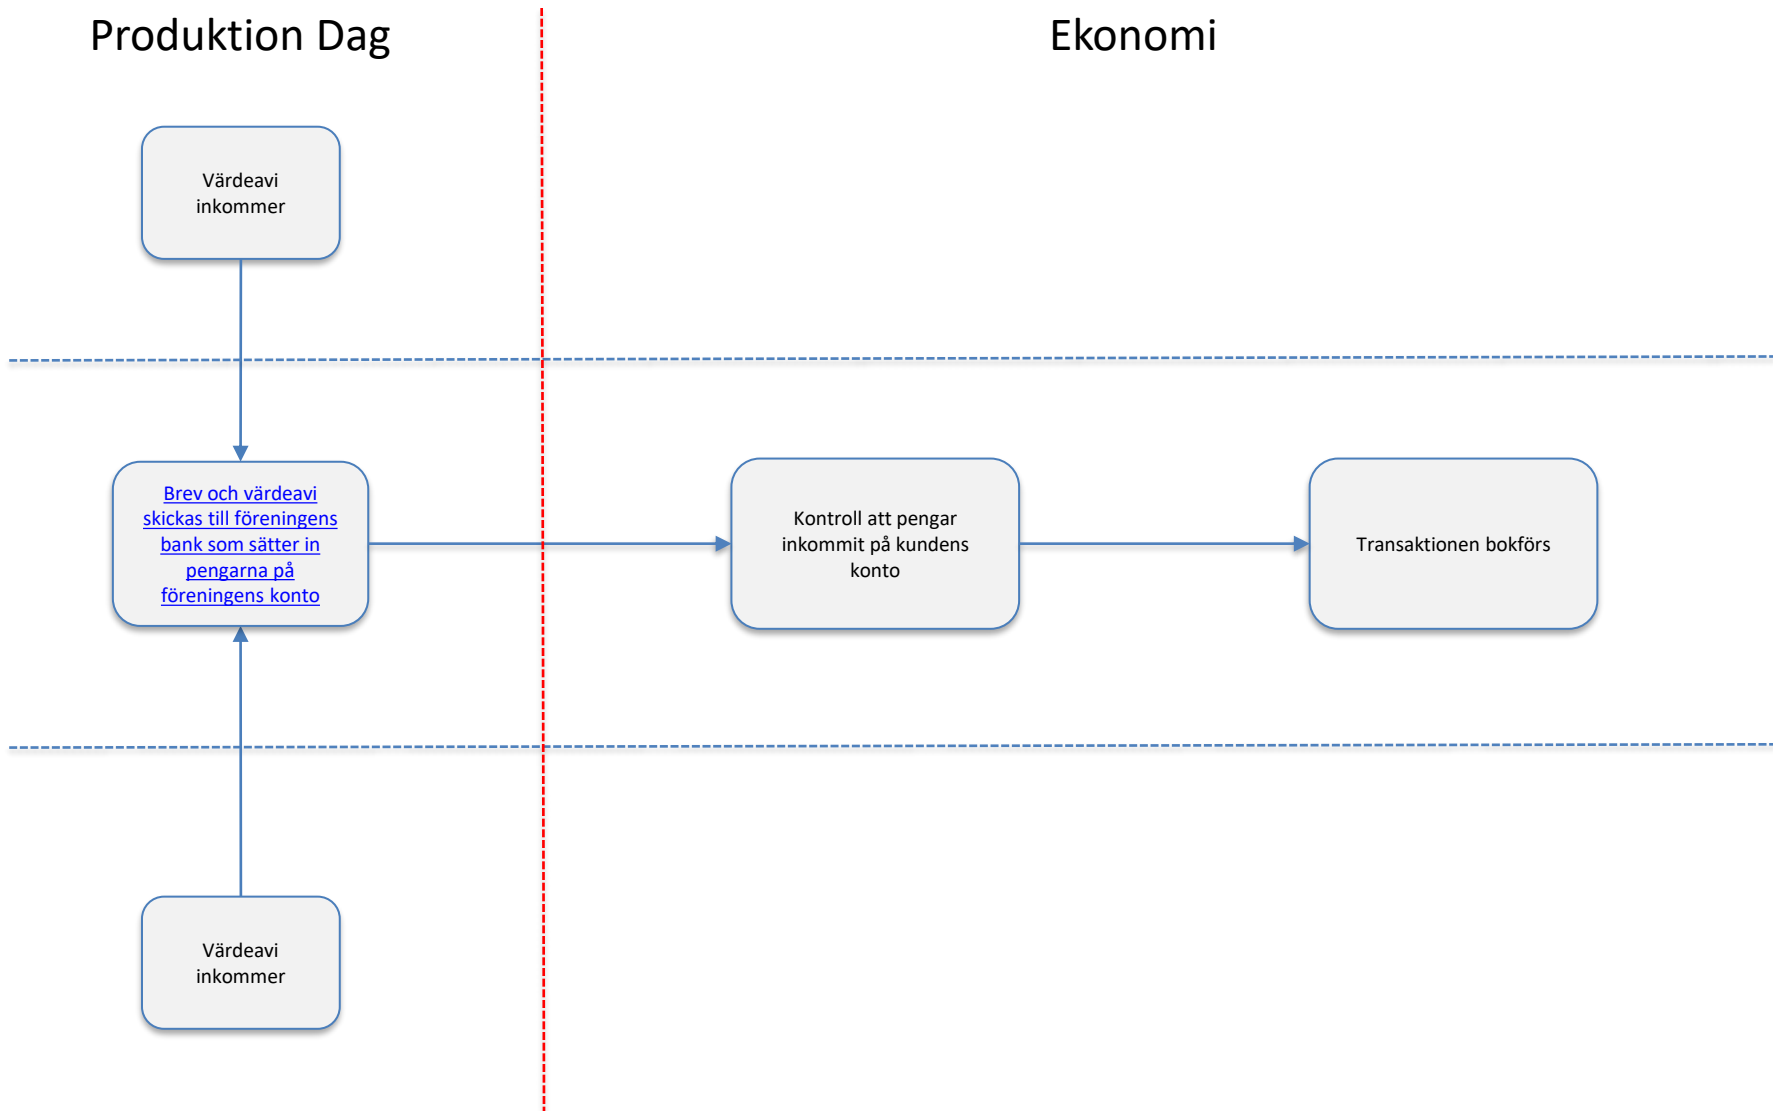 Produktion Dag
Ekonomi
Värdeavi
inkommer
Brev och värdeavi
skickas till föreningens
bank som sätter in
pengarna på
föreningens konto
Kontroll att pengar
inkommit på kundens
konto
Transaktionen bokförs
Värdeavi
inkommer